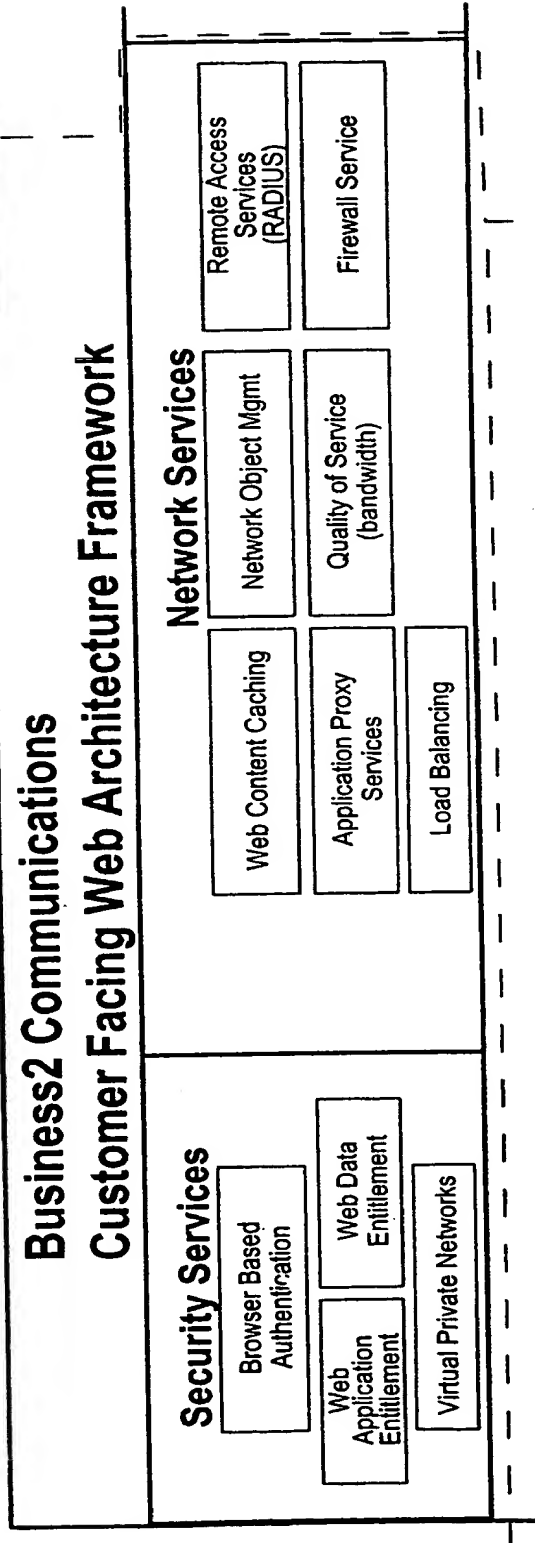 Business2 Communications
Customer Facing Web Architecture Framework
Security Services
Browser Based
Authentication
Web
Application
Entitlement
Web Data
Entitlement
Virtual Private Networks
Network Services
Web Content Caching
Network Object Mgmt
Remote Access
Services
(RADIUS)
Application Proxy
Services
Quality of Service
(bandwidth)
Firewall Service
Load Balancing